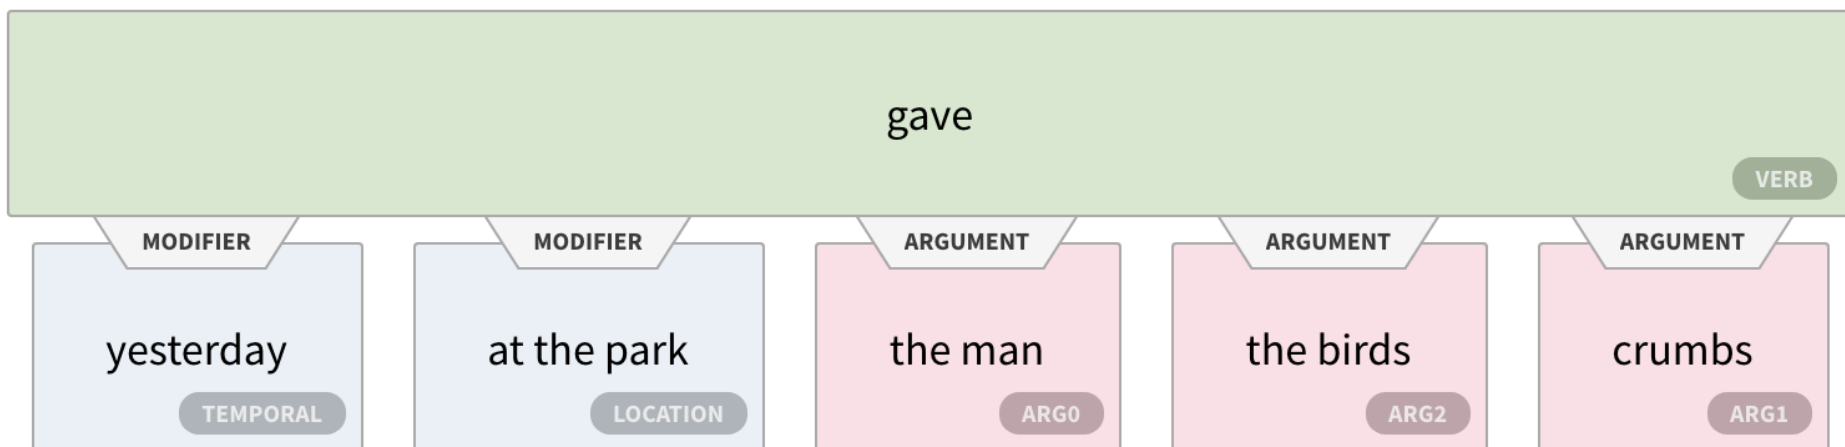 gave
VERB
MODIFIER MODIFIER ARGUMENT ARGUMENT ARGUMENT
yesterday at the park the man the birds crumbs
TEMPORAL LOCATION ARG0 ARG2 ARG1